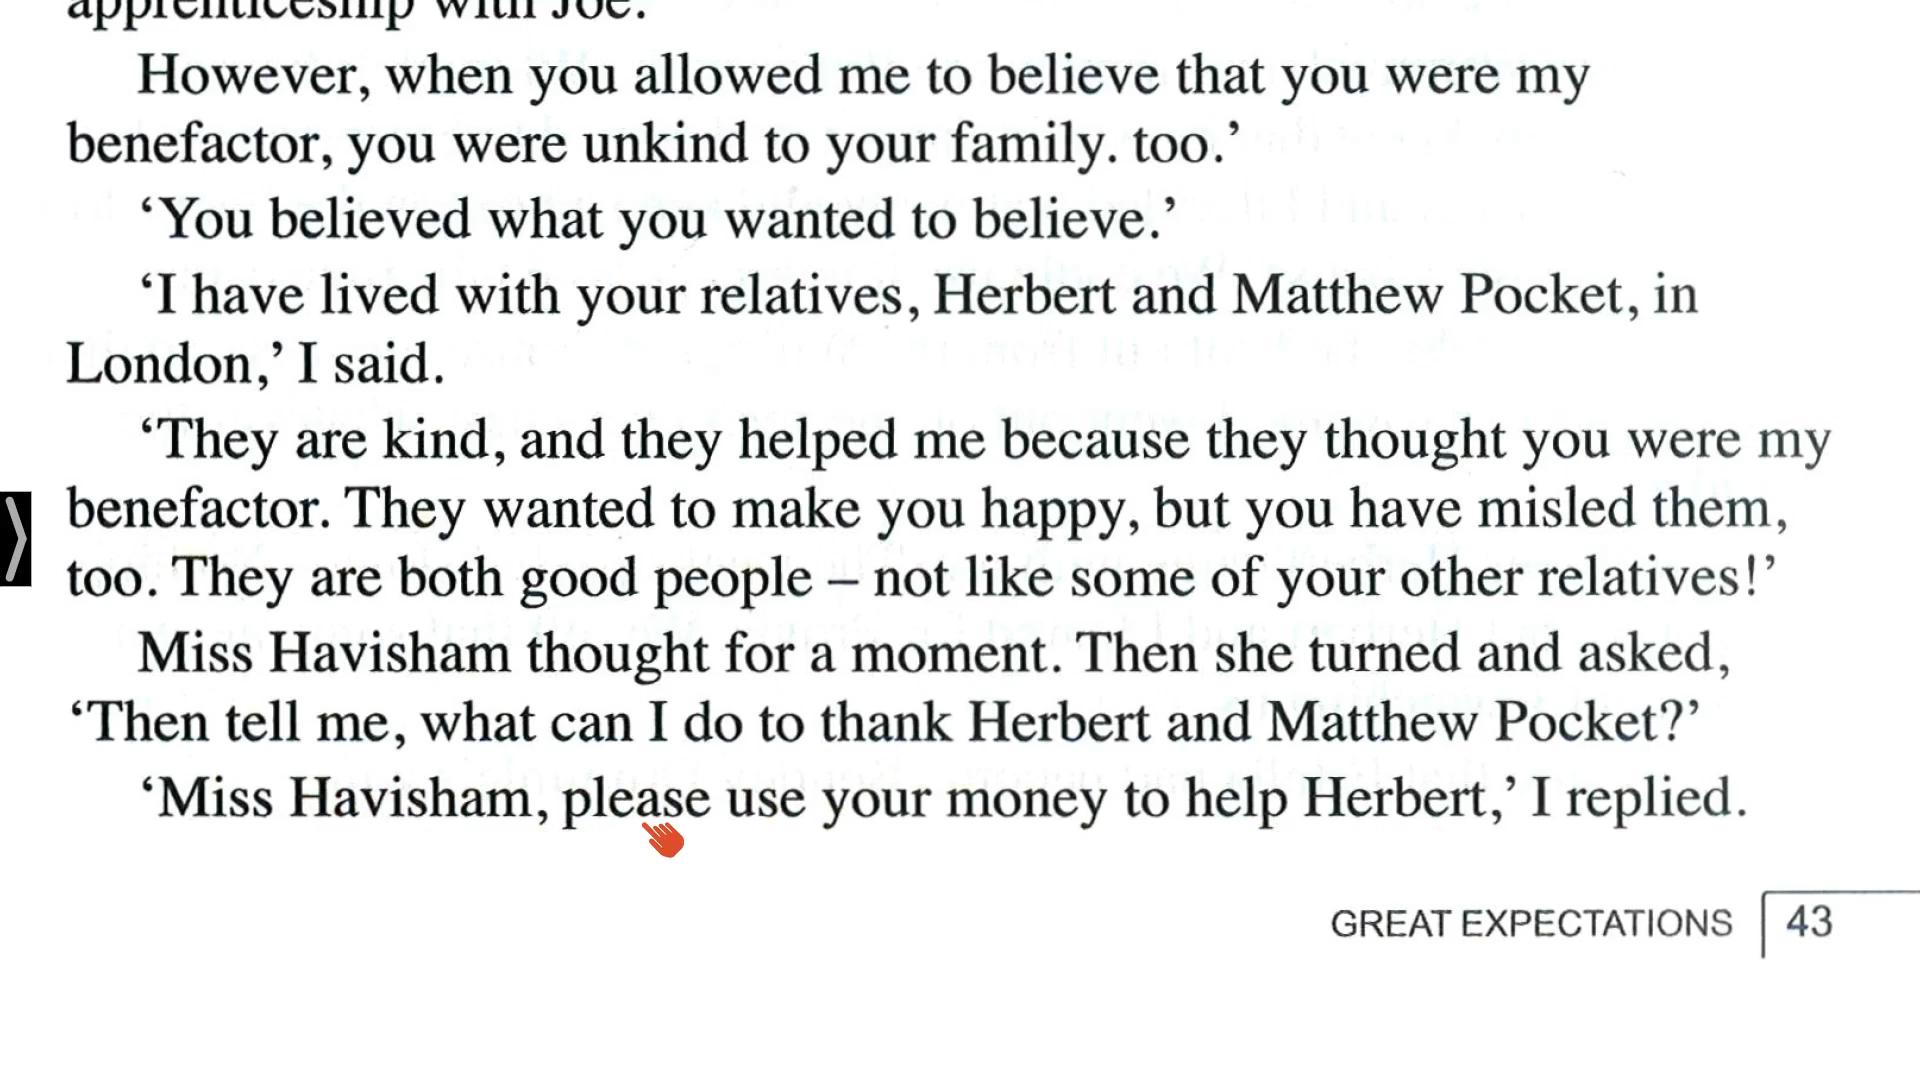 apprenticeship with Joe.
However, when you allowed me to believe that you were my
benefactor, you were unkind to your family. too.’
‘You believed what you wanted to believe.’
‘I have lived with your relatives, Herbert and Matthew Pocket, in
London,’ I said.
‘They are kind, and they helped me because they thought you were my
benefactor. They wanted to make you happy, but you have misled them,
too. They are both good people – not like some of your other relatives!’
Miss Havisham thought for a moment. Then she turned and asked,
‘Then tell me, what can I do to thank Herbert and Matthew Pocket?’
‘Miss Havisham, please use your money to help Herbert,’ I replied.
GREAT EXPECTATIONS 43